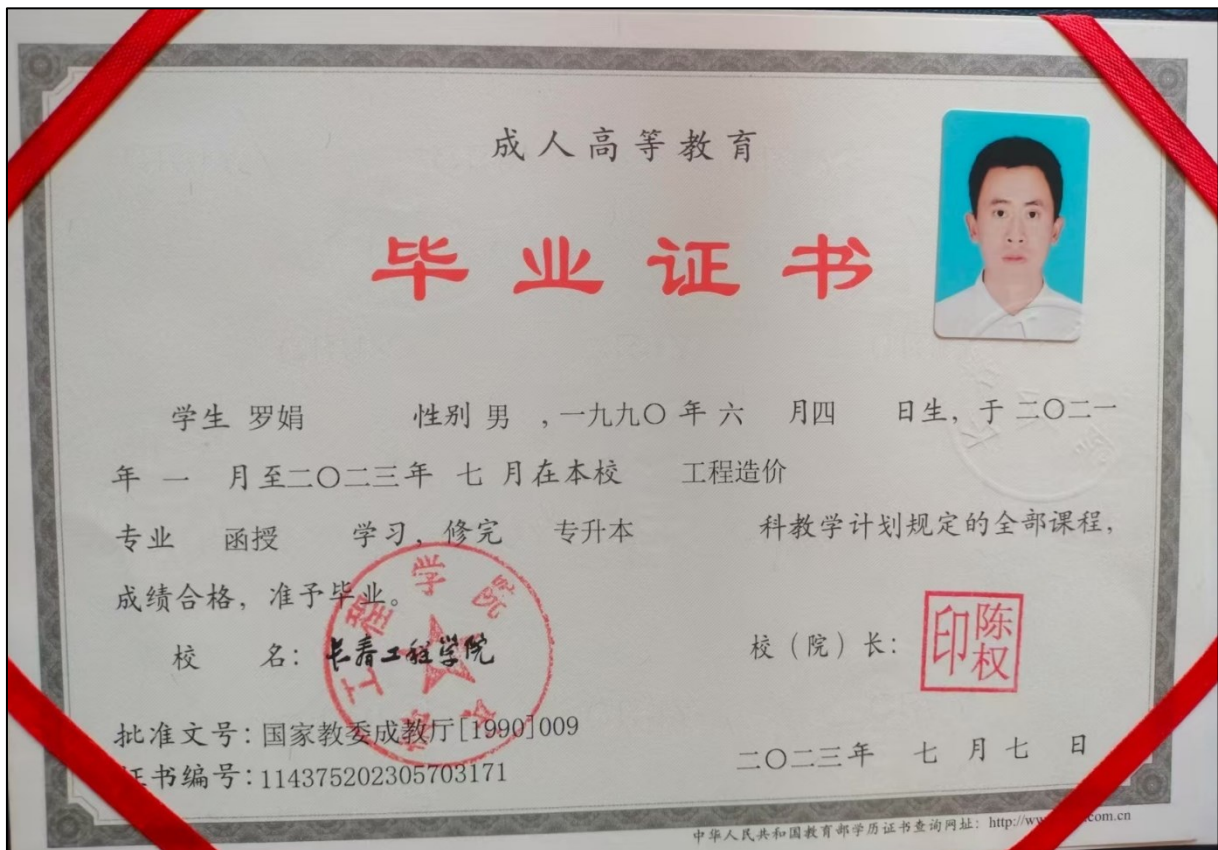 成人高等教育
毕业证书
学生 罗娟 性别 男 ,一九九〇 年 六 月四 日生, 于 二〇二一
年 一 月至二〇二三年 七 月在本校 工程造价
专业 函授 学习, 修完 专升本 科教学计划规定的全部课程,
成绩合格, 准予毕业。
校 名: 长春工程学院
校 (院) 长:
陈权印
批准文号: 国家教委成教厅[1990]009
二〇二三年 七 月七 日
书编号: 114375202305703171
中华人民共和国教育部学历证书查询网址: http://ww com.cn